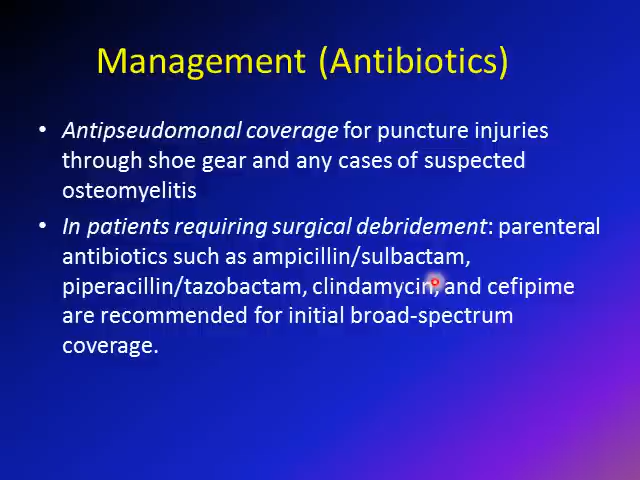 Management (Antibiotics)
• Antipseudomonal coverage for puncture injuries
through shoe gear and any cases of suspected
osteomyelitis
• In patients requiring surgical debridement: parenteral
antibiotics such as ampicillin/sulbactam,
piperacillin/tazobactam, clindamycin, and cefipime
are recommended for initial broad-spectrum
coverage.